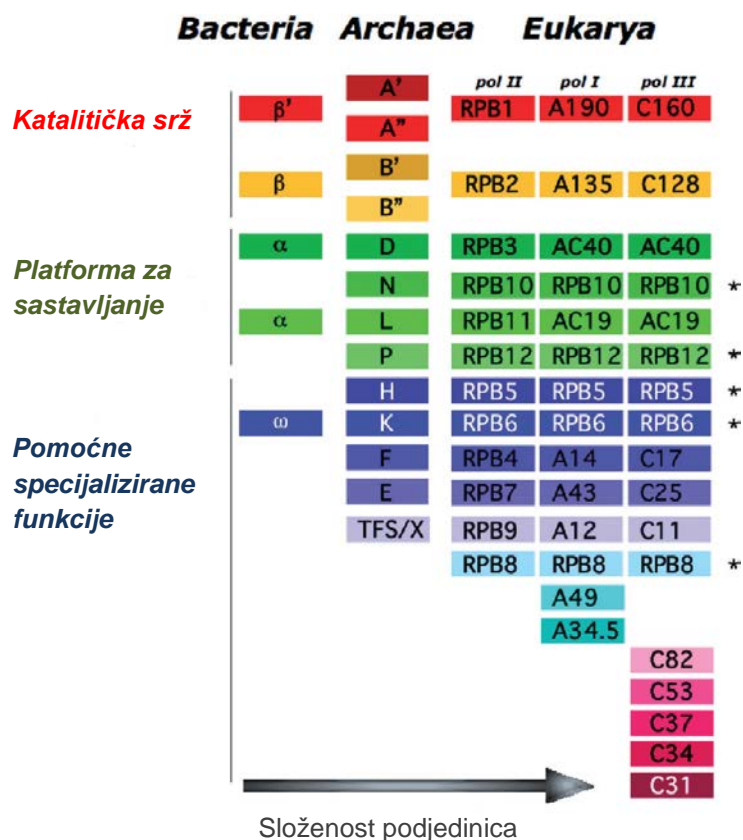 Bacteria Archaea Eukarya
pol II pol I pol III
A'
Katalitička srž β' RPB1 A190 C160
A"
B'
β RPB2 A135 C128
B"
α D RPB3 AC40 AC40
Platforma za
sastavljanje
N RPB10 RPB10 RPB10 *
α L RPB11 AC19 AC19
P RPB12 RPB12 RPB12 *
H RPB5 RPB5 RPB5 *
ω K RPB6 RPB6 RPB6 *
Pomoćne
specijalizirane
funkcije
F RPB4 A14 C17
E RPB7 A43 C25
TFS/X RPB9 A12 C11
RPB8 RPB8 RPB8 *
A49
A34.5
C82
C53
C37
C34
C31
Složenost podjedinica